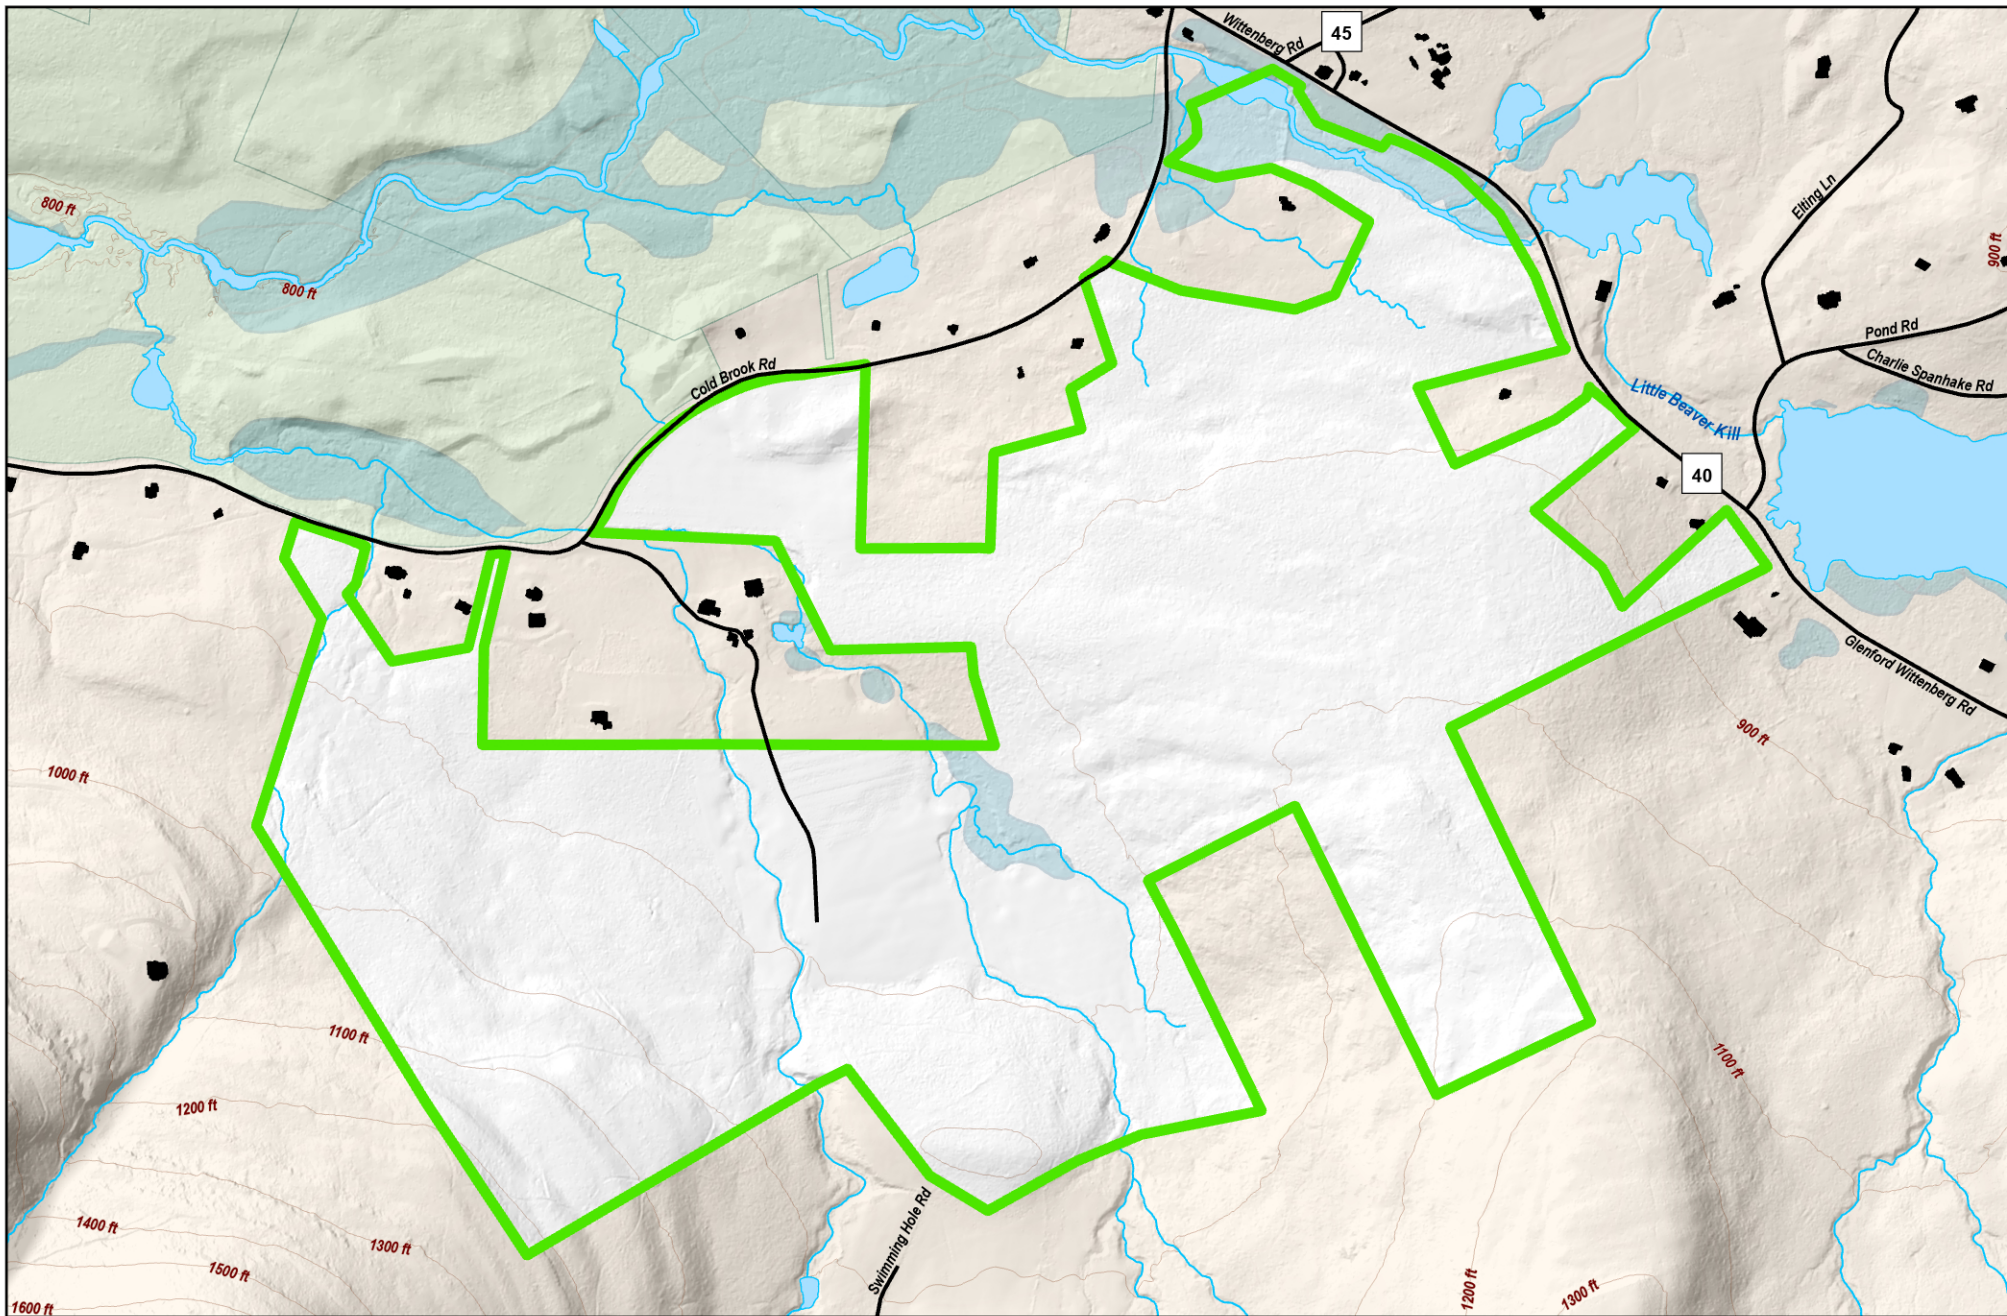 Wittenberg Rd
45
800 ft
Elting Ln
900 ft
800 ft
Pond Rd
Charlie Spanhake Rd
Cold Brook Rd
Little Beaver Kill
40
Glenford Wittenberg Rd
900 ft
1000 ft
1100 ft
1100 ft
1200 ft
1400 ft
1300 ft
Swimming Hole Rd
1500 ft
1200 ft
1300 ft
1600 ft